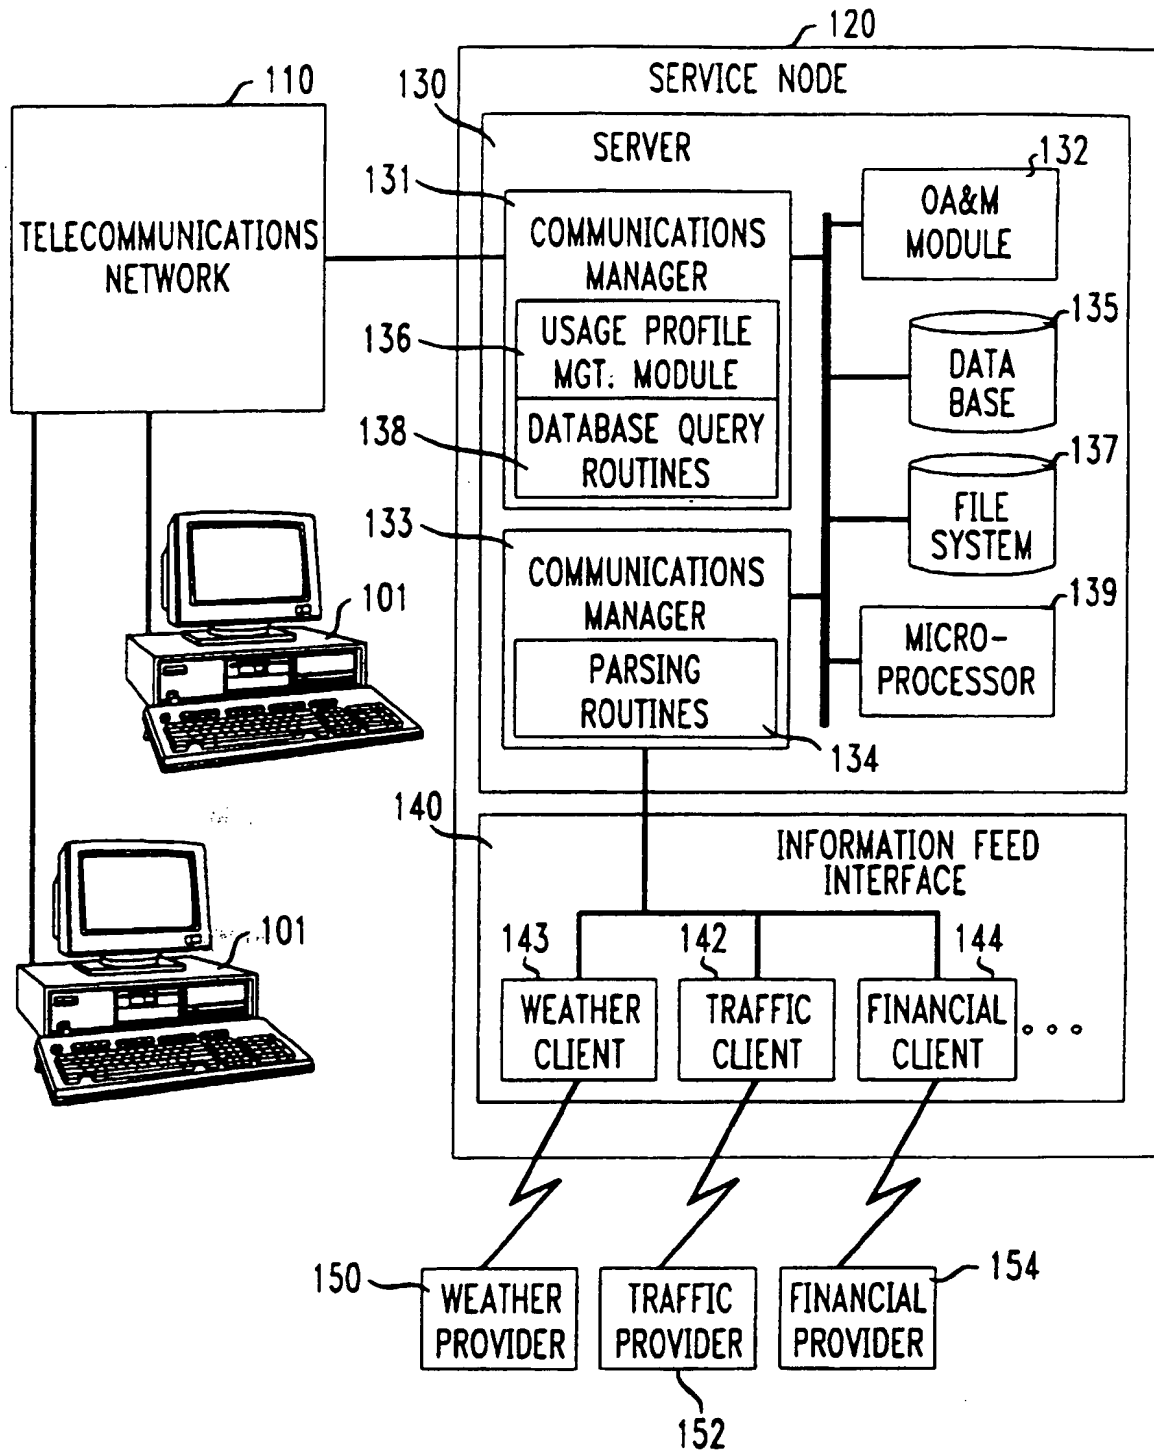 120
SERVICE NODE
110
130
SERVER
131
132
TELECOMMUNICATIONS
NETWORK
COMMUNICATIONS
MANAGER
OA&M
MODULE
136
USAGE PROFILE
MGT. MODULE
135
DATA
BASE
138
DATABASE QUERY
ROUTINES
137
FILE
SYSTEM
133
COMMUNICATIONS
MANAGER
101
139
MICRO-
PROCESSOR
PARSING
ROUTINES
134
140
INFORMATION FEED
INTERFACE
101
143
142
144
WEATHER
CLIENT
TRAFFIC
CLIENT
FINANCIAL
CLIENT
150
WEATHER
PROVIDER
TRAFFIC
PROVIDER
FINANCIAL
PROVIDER
154
152